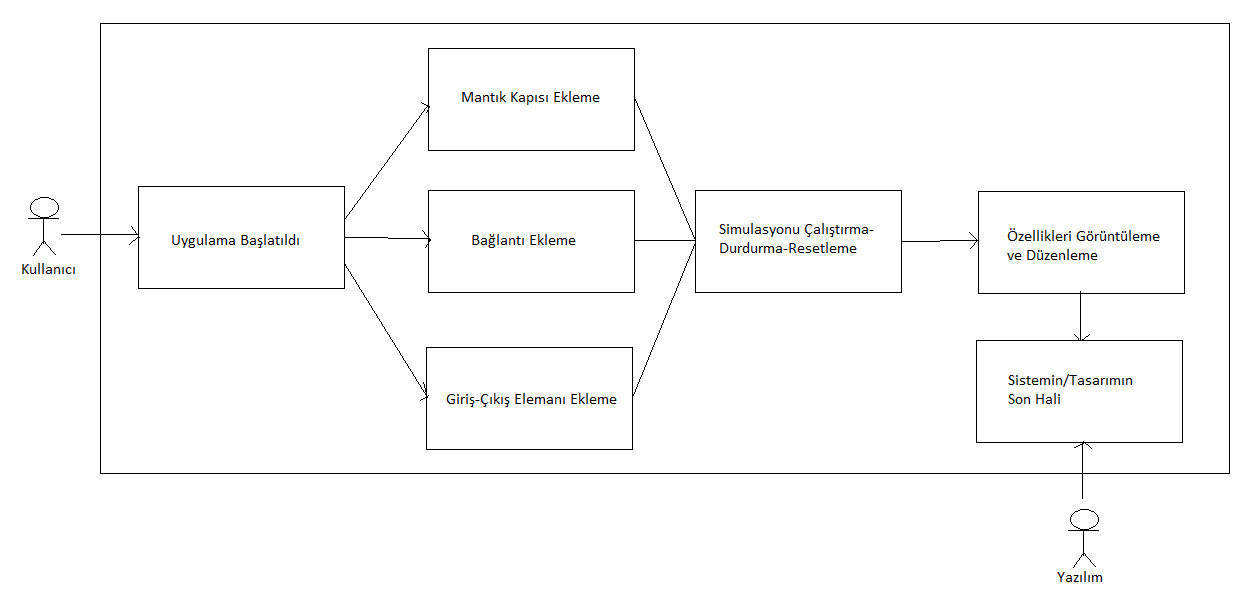 Kullanıcı
Uygulama Başlatıldı
Mantık Kapısı Ekleme
Bağlantı Ekleme
Giriş-Çıkış Elemanı Ekleme
Simulasyonu Çalıştırma-
Durdurma-Resetleme
Özellikleri Görüntüleme
ve Düzenleme
Sistemin/Tasarımın
Son Hali
Yazılım